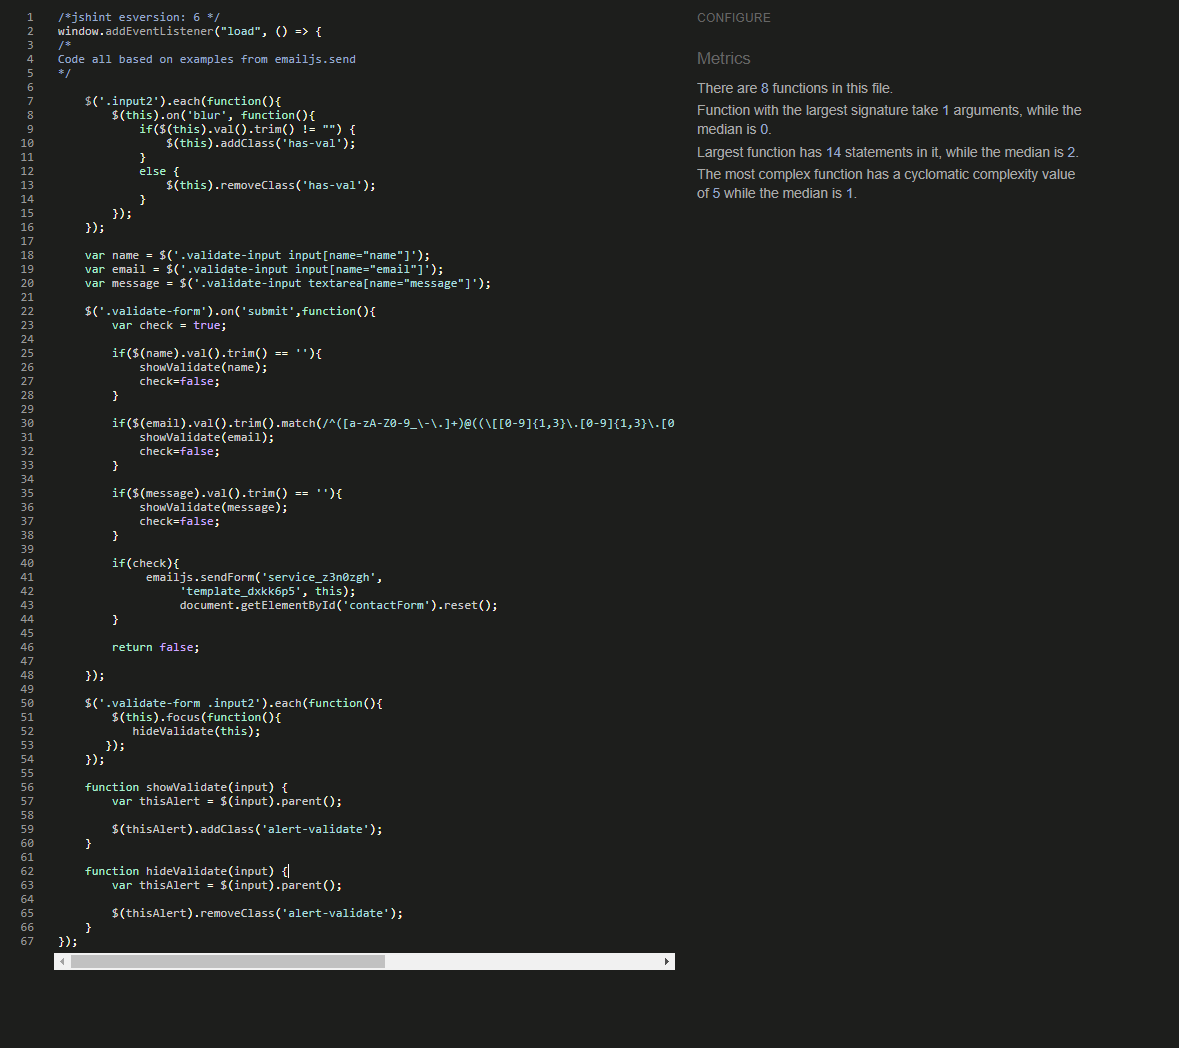 1 /*jshint esversion: 6 */
2 window.addEventListener("load", () => {
3 /*
4 Code all based on examples from emailjs.send
5 */
6
7 $('.input2').each(function(){
8 $(this).on('blur', function(){
9 if($(this).val().trim() != "") {
10 $(this).addClass('has-val');
11 }
12 else {
13 $(this).removeClass('has-val');
14 }
15 });
16 });
17
18 var name = $('.validate-input input[name="name"]');
19 var email = $('.validate-input input[name="email"]');
20 var message = $('.validate-input textarea[name="message"]');
21
22 $('.validate-form').on('submit',function(){
23 var check = true;
24
25 if($(name).val().trim() == ''){
26 showValidate(name);
27 check=false;
28 }
29
30 if($(email).val().trim().match(/^([a-zA-Z0-9_\-\.]+)@((\[[0-9]{1,3}\.[0-9]{1,3}\.[0
31 showValidate(email);
32 check=false;
33 }
34
35 if($(message).val().trim() == ''){
36 showValidate(message);
37 check=false;
38 }
39
40 if(check){
41 emailjs.sendForm('service_z3n0zgh',
42 'template_dxkk6p5', this);
43 document.getElementById('contactForm').reset();
44 }
45
46 return false;
47
48 });
49
50 $('.validate-form .input2').each(function(){
51 $(this).focus(function(){
52 hideValidate(this);
53 });
54 });
55
56 function showValidate(input) {
57 var thisAlert = $(input).parent();
58
59 $(thisAlert).addClass('alert-validate');
60 }
61
62 function hideValidate(input) {
63 var thisAlert = $(input).parent();
64
65 $(thisAlert).removeClass('alert-validate');
66 }
67 });
CONFIGURE
Metrics
There are 8 functions in this file.
Function with the largest signature take 1 arguments, while the
median is 0.
Largest function has 14 statements in it, while the median is 2.
The most complex function has a cyclomatic complexity value
of 5 while the median is 1.